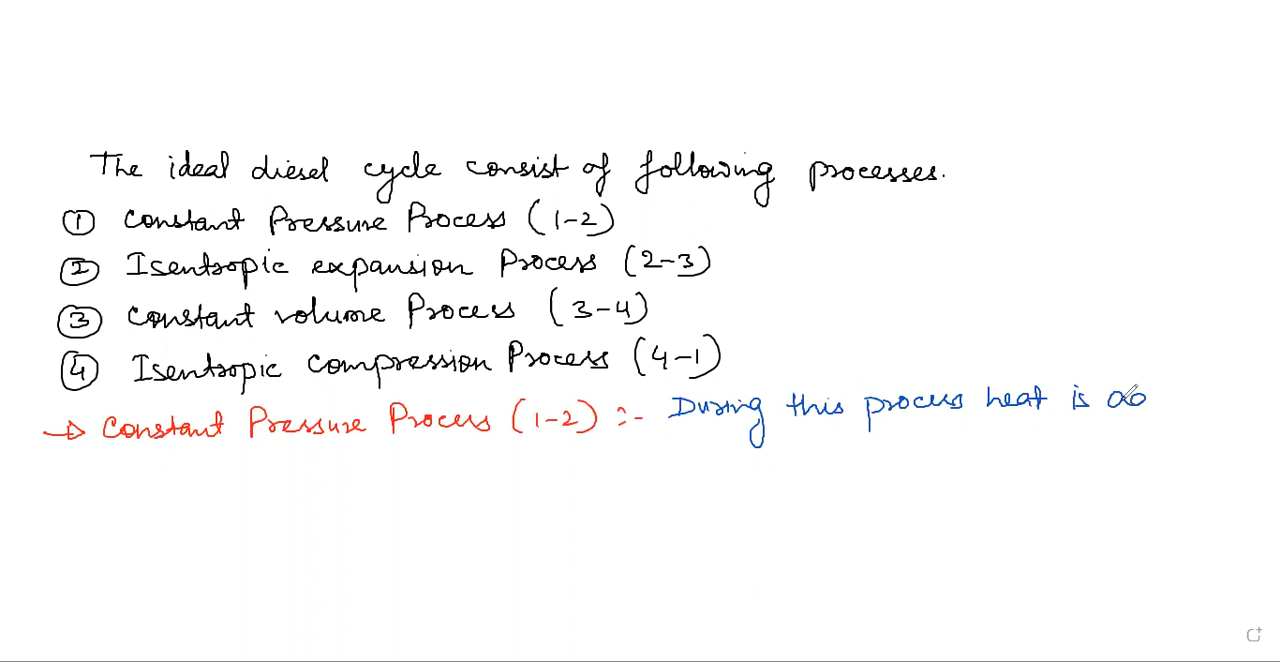 The ideal diesel cycle consist of following processes.
① Constant Pressure Process (1-2)
② Isentropic expansion Process (2-3)
③ Constant volume Process (3-4)
④ Isentropic compression Process (4-1)
→ Constant Pressure Process (1-2) :- During this process heat is